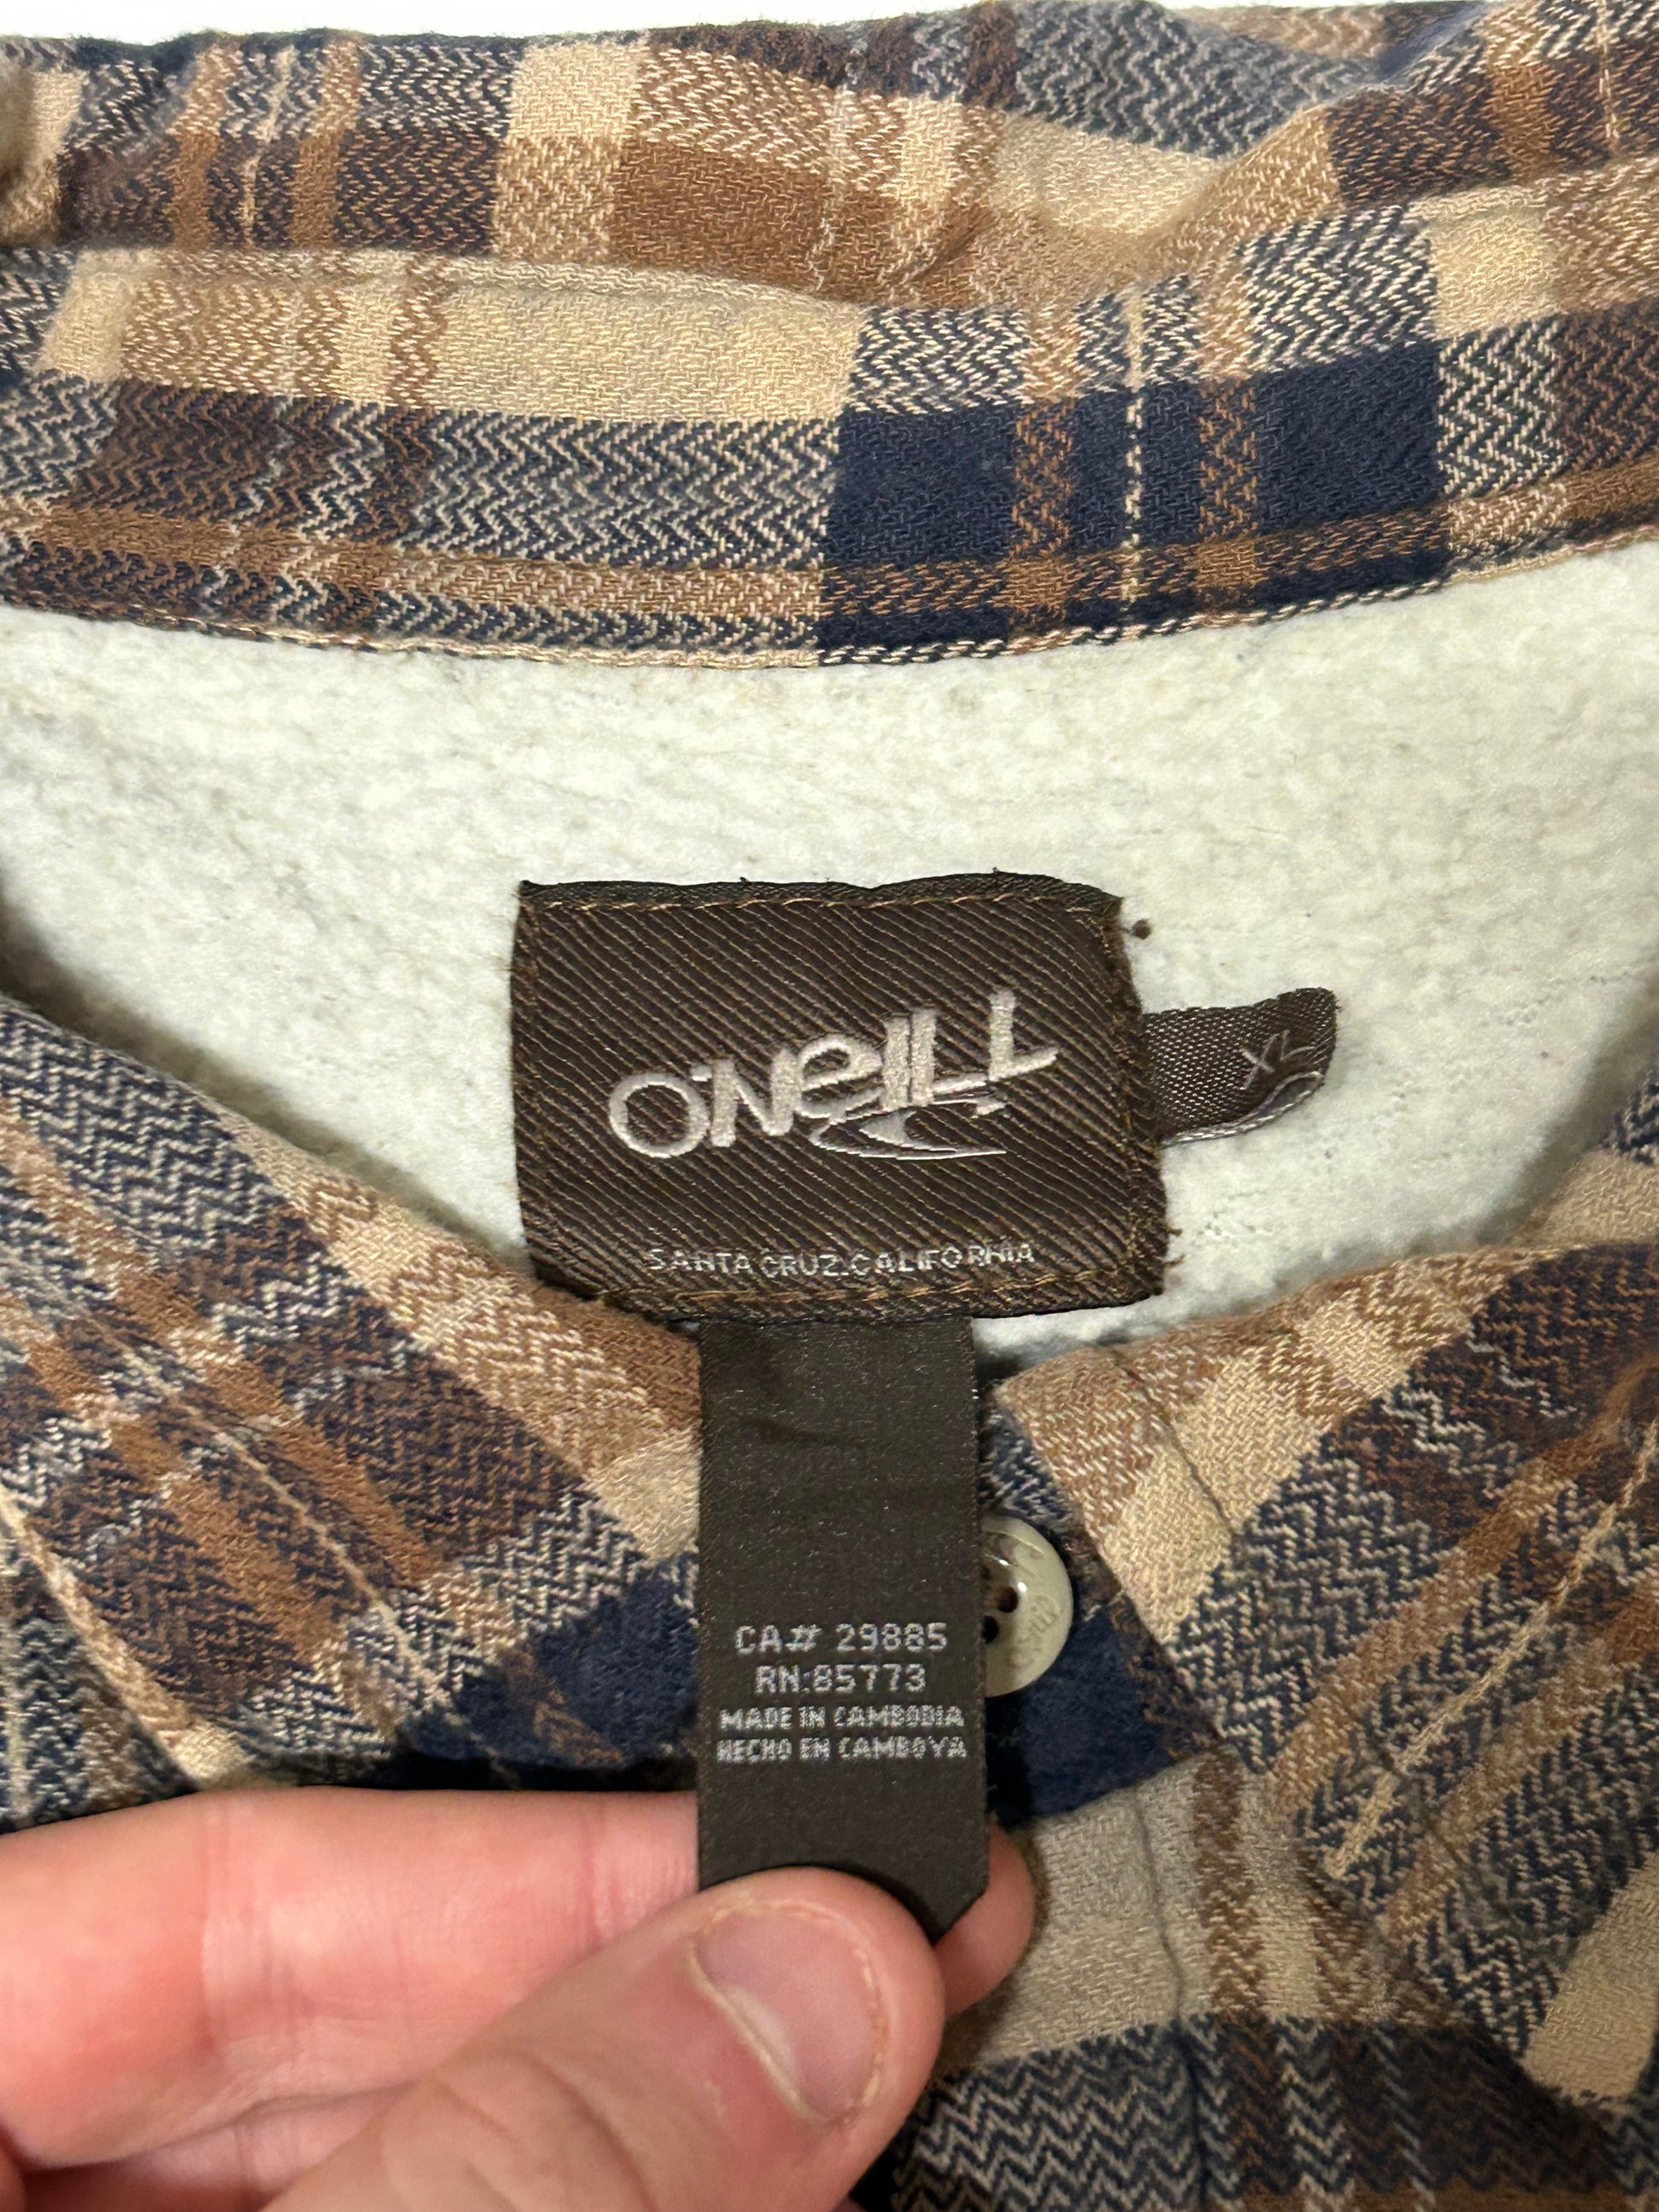 O'NEILL
XL
SANTA CRUZ.CALIFORNIA
CA# 29885
RN:85773
MADE IN CAMBODIA
HECHO EN CAMBOYA